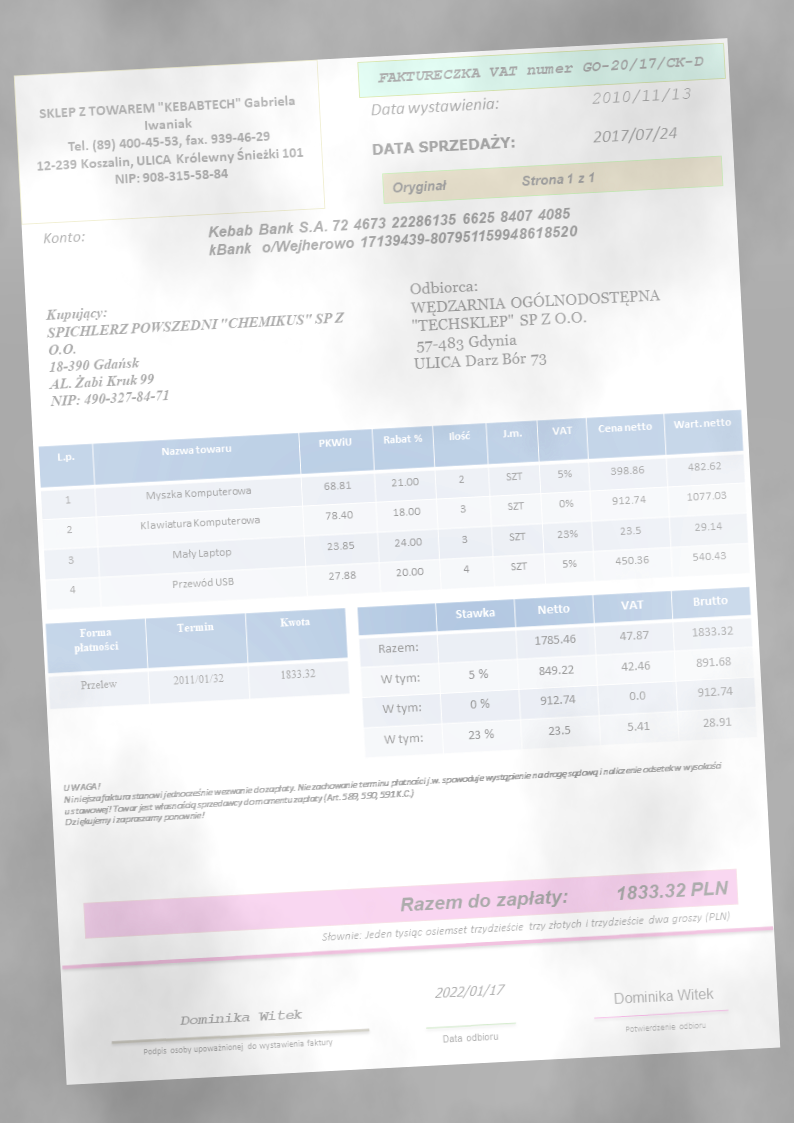 SKLEP Z TOWAREM "KEBABTECH" Gabriela
Iwaniak
Tel. (89) 400-45-53, fax. 939-46-29
12-239 Koszalin, ULICA Królewny Śnieżki 101
NIP: 908-315-58-84
FAKTURECZKA VAT numer GO-20/17/CK-D
Data wystawienia: 2010/11/13
DATA SPRZEDAŻY: 2017/07/24
Oryginał Strona 1 z 1
Konto: Kebab Bank S.A. 72 4673 22286135 6625 8407 4085
kBank o/Wejherowo 17139439-807951159948618520
Kupujący:
SPICHLERZ POWSZEDNI "CHEMIKUS" SP Z
O.O.
18-390 Gdańsk
AL. Żabi Kruk 99
NIP: 490-327-84-71
Odbiorca:
WĘDZARNIA OGÓLNODOSTĘPNA
"TECHSKLEP" SP Z O.O.
57-483 Gdynia
ULICA Darz Bór 73
L.p. Nazwa towaru PKWiU Rabat % Ilość J.m. VAT Cena netto Wart. netto
1 Myszka Komputerowa 68.81 21.00 2 SZT 5% 398.86 482.62
2 Klawiatura Komputerowa 78.40 18.00 3 SZT 0% 912.74 1077.03
3 Mały Laptop 23.85 24.00 3 SZT 23% 23.5 29.14
4 Przewód USB 27.88 20.00 4 SZT 5% 450.36 540.43
Forma
płatności Termin Kwota
Przelew 2011/01/32 1833.32
Stawka Netto VAT Brutto
Razem: 1785.46 47.87 1833.32
W tym: 5 % 849.22 42.46 891.68
W tym: 0 % 912.74 0.0 912.74
W tym: 23 % 23.5 5.41 28.91
UWAGA!
Niniejsza faktura stanowi jednocześnie wezwanie do zapłaty. Nie zachowanie terminu płatności j.w. spowoduje wystąpienie na drogę sądową i naliczenie odsetek w wysokości
ustawowej! Towar jest własnością sprzedawcy do momentu zapłaty (Art. 589, 590, 591 K.C.)
Dziękujemy i zapraszamy ponownie!
Razem do zapłaty: 1833.32 PLN
Słownie: Jeden tysiąc osiemset trzydzieście trzy złotych i trzydzieście dwa groszy (PLN)
Dominika Witek
Podpis osoby upoważnionej do wystawienia faktury
2022/01/17
Data odbioru
Dominika Witek
Potwierdzenie odbioru